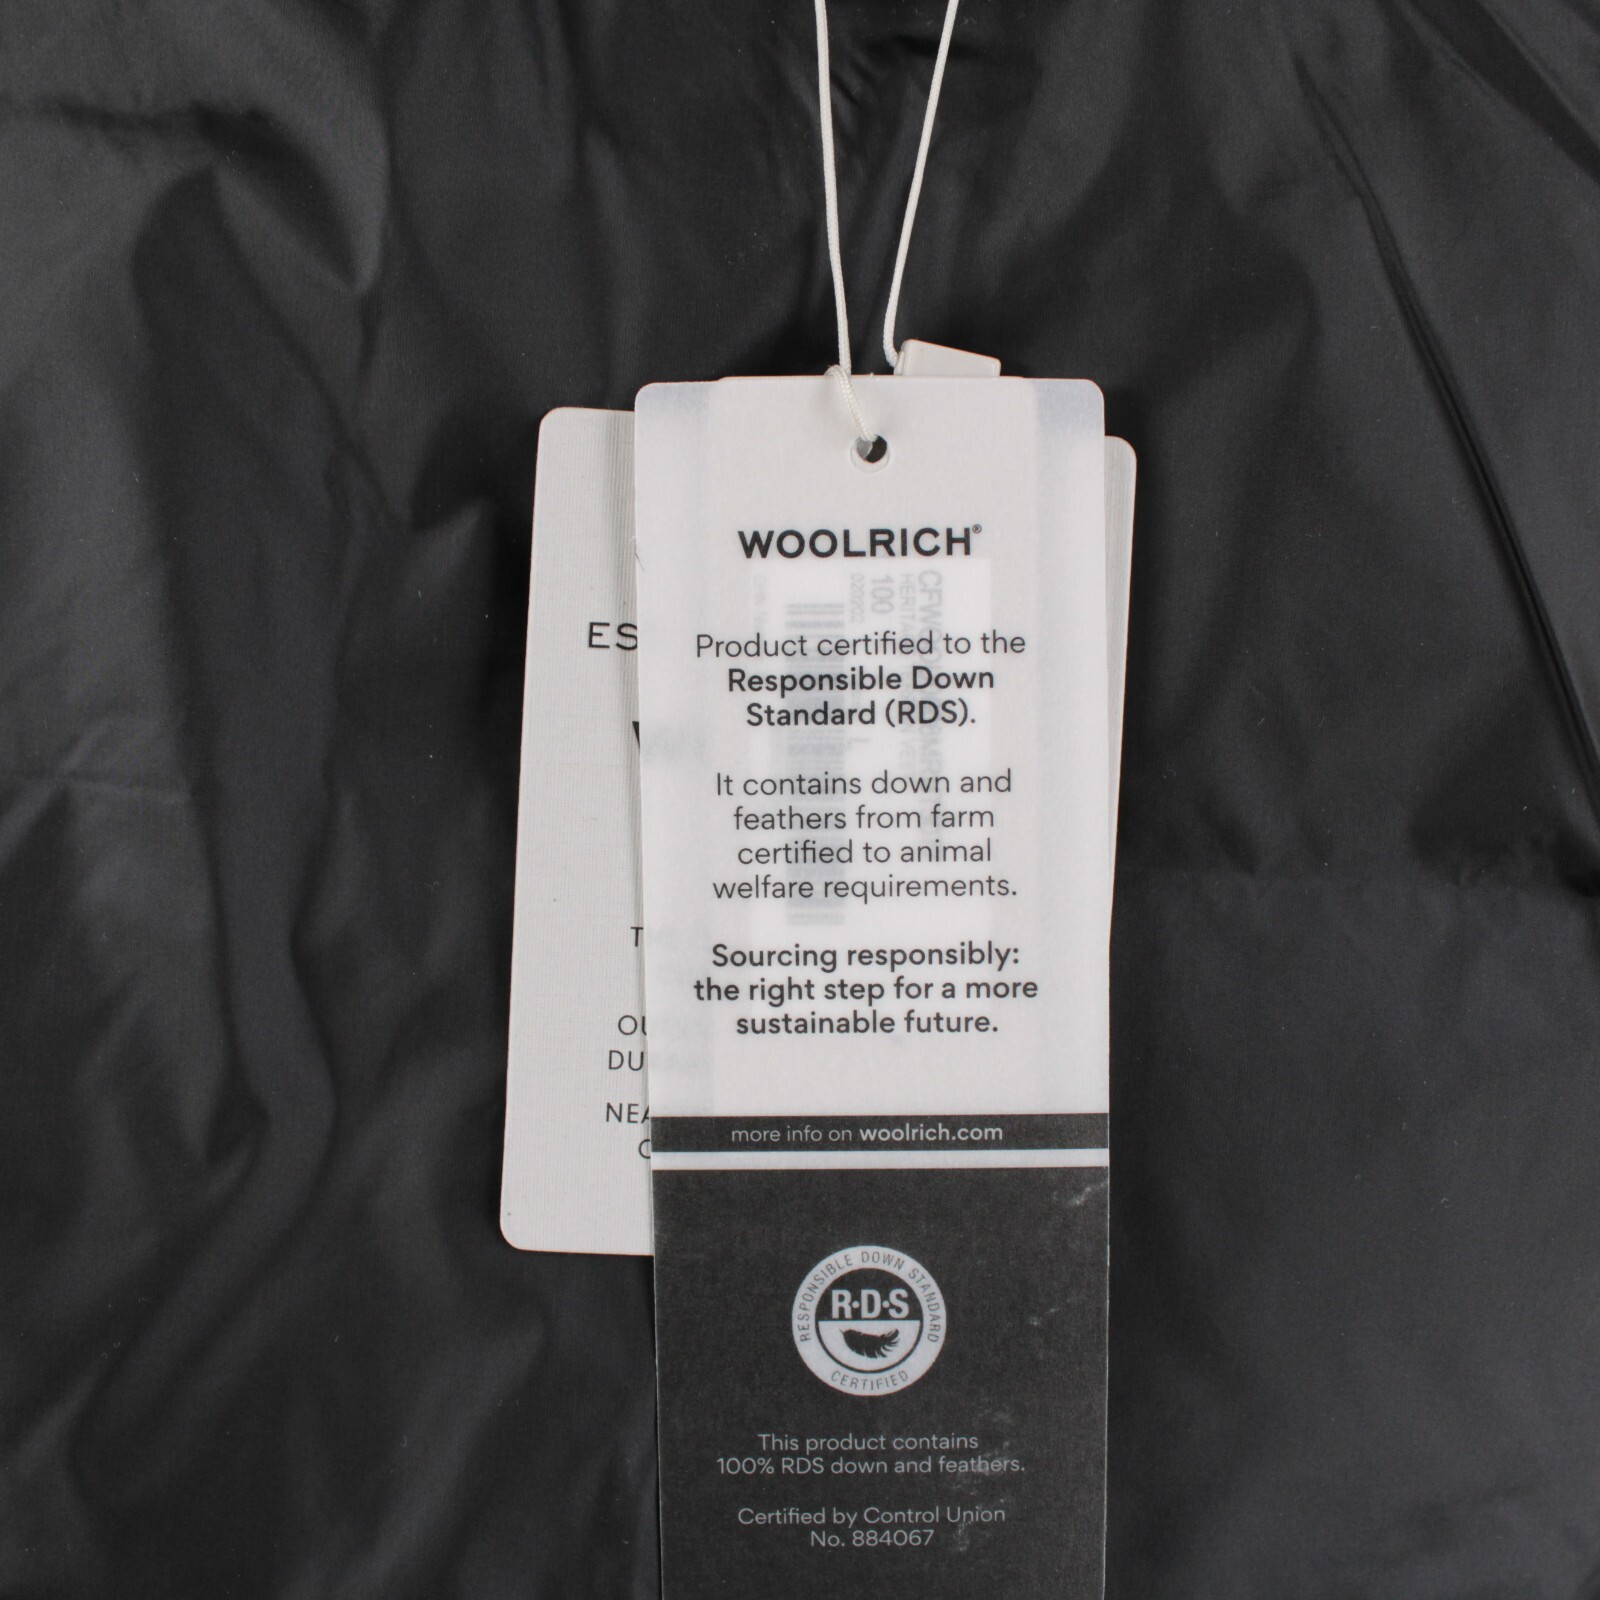 WOOLRICH®
Product certified to the
Responsible Down
Standard (RDS).
It contains down and
feathers from farm
certified to animal
welfare requirements.
Sourcing responsibly:
the right step for a more
sustainable future.
more info on woolrich.com
RESPONSIBLE DOWN STANDARD
R·D·S
CERTIFIED
This product contains
100% RDS down and feathers.
Certified by Control Union
No. 884067
ES
T
OU
DU
NEA
100